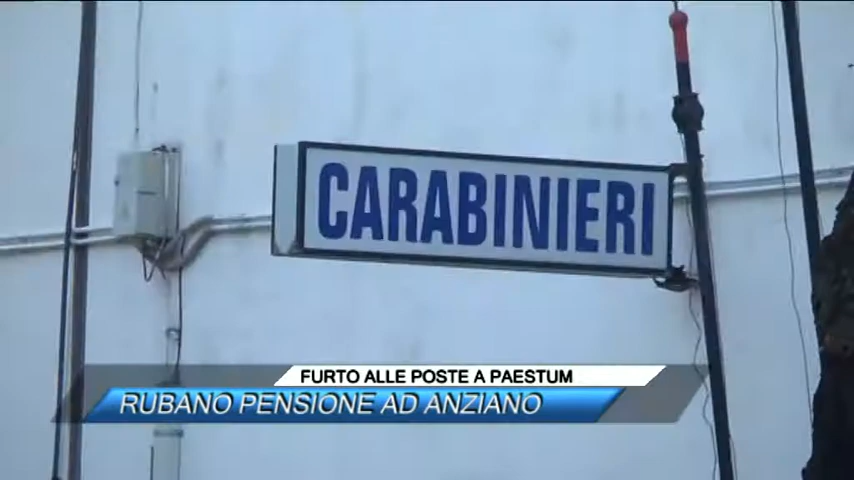 CARABINIERI
FURTO ALLE POSTE A PAESTUM
RUBANO PENSIONE AD ANZIANO